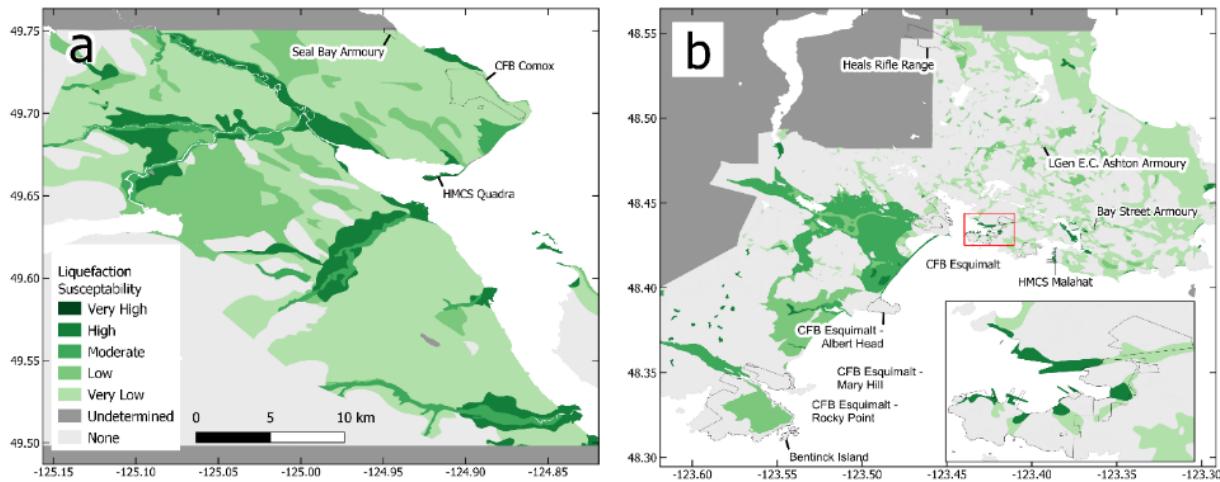 a
49.75
49.70
49.65
49.60
49.55
49.50
-125.15
-125.10
-125.05
-125.00
-124.95
-124.90
-124.85
Seal Bay Armoury
CFB Comox
HMCS Quadra
Liquefaction
Susceptability
Very High
High
Moderate
Low
Very Low
Undetermined
None
0 5 10 km
b
48.55
48.50
48.45
48.40
48.35
48.30
-123.60
-123.55
-123.50
-123.45
-123.40
-123.35
-123.30
Heals Rifle Range
LGen E.C. Ashton Armoury
Bay Street Armoury
CFB Esquimalt
HMCS Malahat
CFB Esquimalt -
Albert Head
CFB Esquimalt -
Mary Hill
CFB Esquimalt -
Rocky Point
Bentinck Island